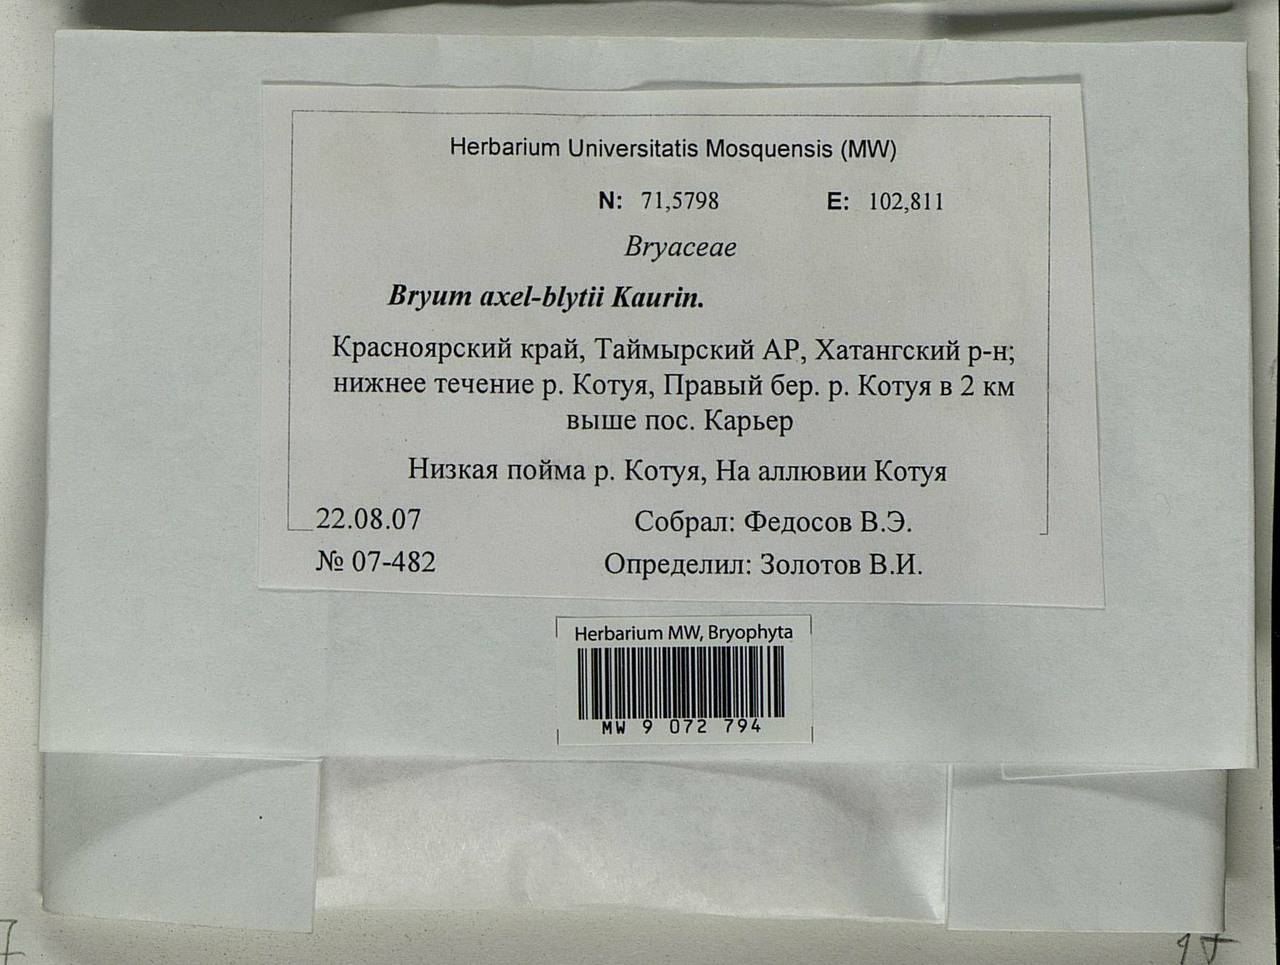 Herbarium Universitatis Mosquensis (MW)
N: 71,5798 E: 102,811
Bryaceae
Bryum axel-blytii Kaurin.
Красноярский край, Таймырский АР, Хатангский р-н;
нижнее течение р. Котуя, Правый бер. р. Котуя в 2 км
выше пос. Карьер
Низкая пойма р. Котуя, На аллювии Котуя
22.08.07 Собрал: Федосов В.Э.
№ 07-482 Определил: Золотов В.И.
Herbarium MW, Bryophyta
MW 9 072 794